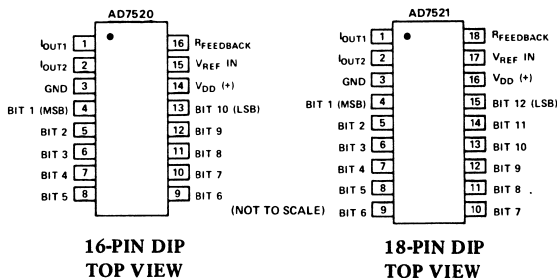 AD7520
IOUT1 1
IOUT2 2
GND 3
BIT 1 (MSB) 4
BIT 2 5
BIT 3 6
BIT 4 7
BIT 5 8
16 RFEEDBACK
15 VREF IN
14 VDD (+)
13 BIT 10 (LSB)
12 BIT 9
11 BIT 8
10 BIT 7
9 BIT 6
16-PIN DIP
TOP VIEW
(NOT TO SCALE)
AD7521
IOUT1 1
IOUT2 2
GND 3
BIT 1 (MSB) 4
BIT 2 5
BIT 3 6
BIT 4 7
BIT 5 8
BIT 6 9
18 RFEEDBACK
17 VREF IN
16 VDD (+)
15 BIT 12 (LSB)
14 BIT 11
13 BIT 10
12 BIT 9
11 BIT 8
10 BIT 7
18-PIN DIP
TOP VIEW